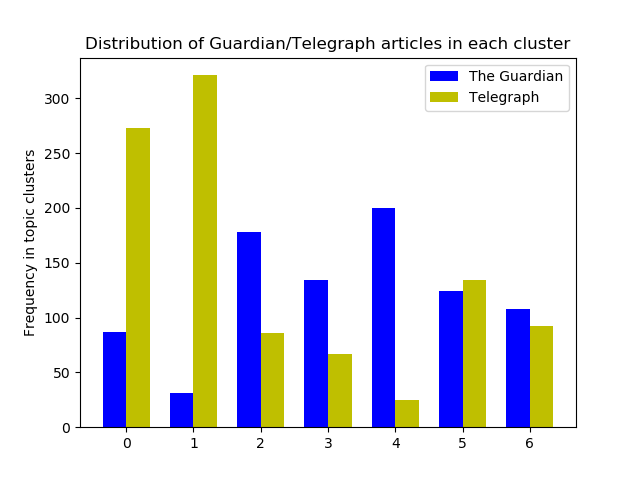 Distribution of Guardian/Telegraph articles in each cluster
The Guardian
Telegraph
Frequency in topic clusters
300
250
200
150
100
50
0
0 1 2 3 4 5 6